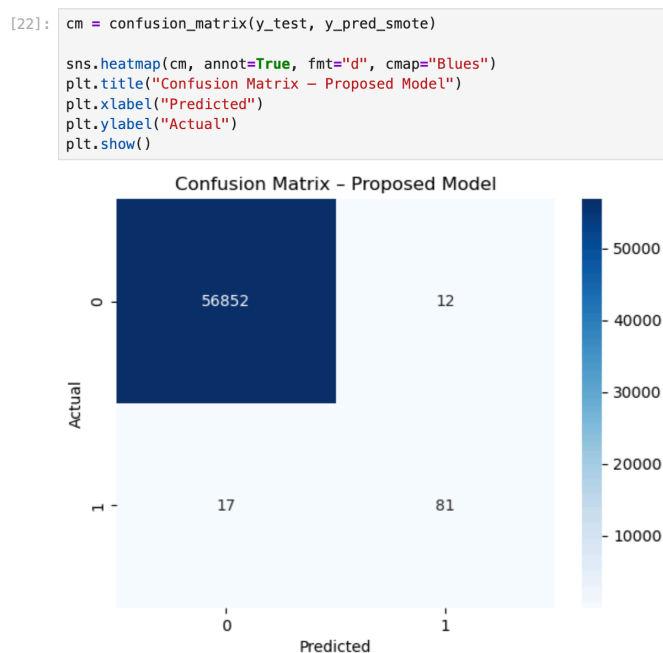 [22]: cm = confusion_matrix(y_test, y_pred_smote)
sns.heatmap(cm, annot=True, fmt="d", cmap="Blues")
plt.title("Confusion Matrix – Proposed Model")
plt.xlabel("Predicted")
plt.ylabel("Actual")
plt.show()
Confusion Matrix – Proposed Model
50000
0
56852
12
40000
Actual
30000
20000
1
17
81
10000
0
1
Predicted